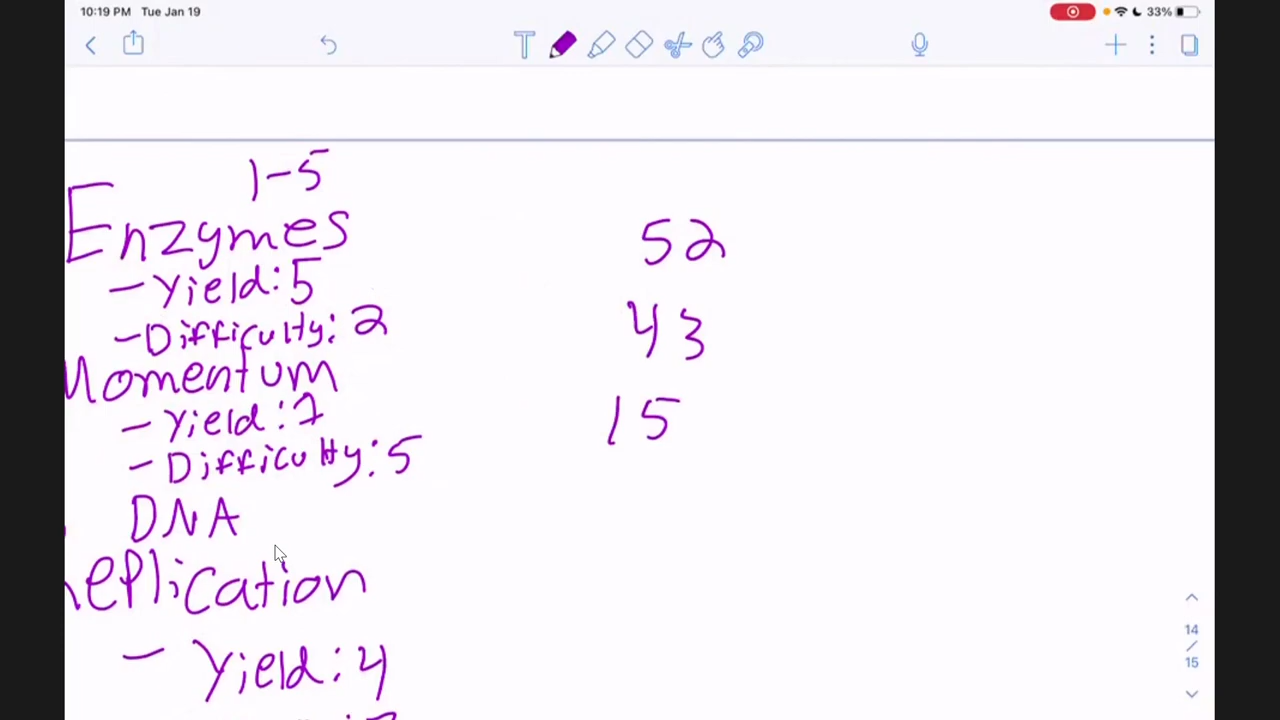 10:19 PM Tue Jan 19
33%
1-5
Enzymes
- Yield: 5
- Difficulty: 2
Momentum
- Yield: 1
- Difficulty: 5
DNA
Replication
- Yield: 4
52
43
15
14
/
15